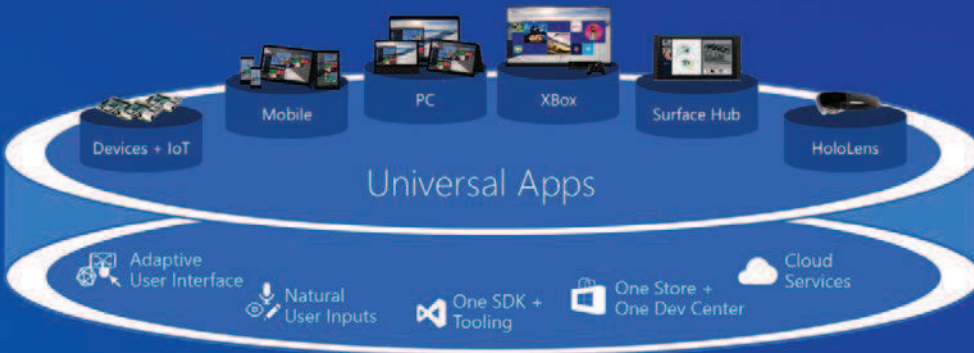 Devices + IoT
Mobile
PC
XBox
Surface Hub
HoloLens
Universal Apps
Adaptive
User Interface
Natural
User Inputs
One SDK +
Tooling
One Store +
One Dev Center
Cloud
Services